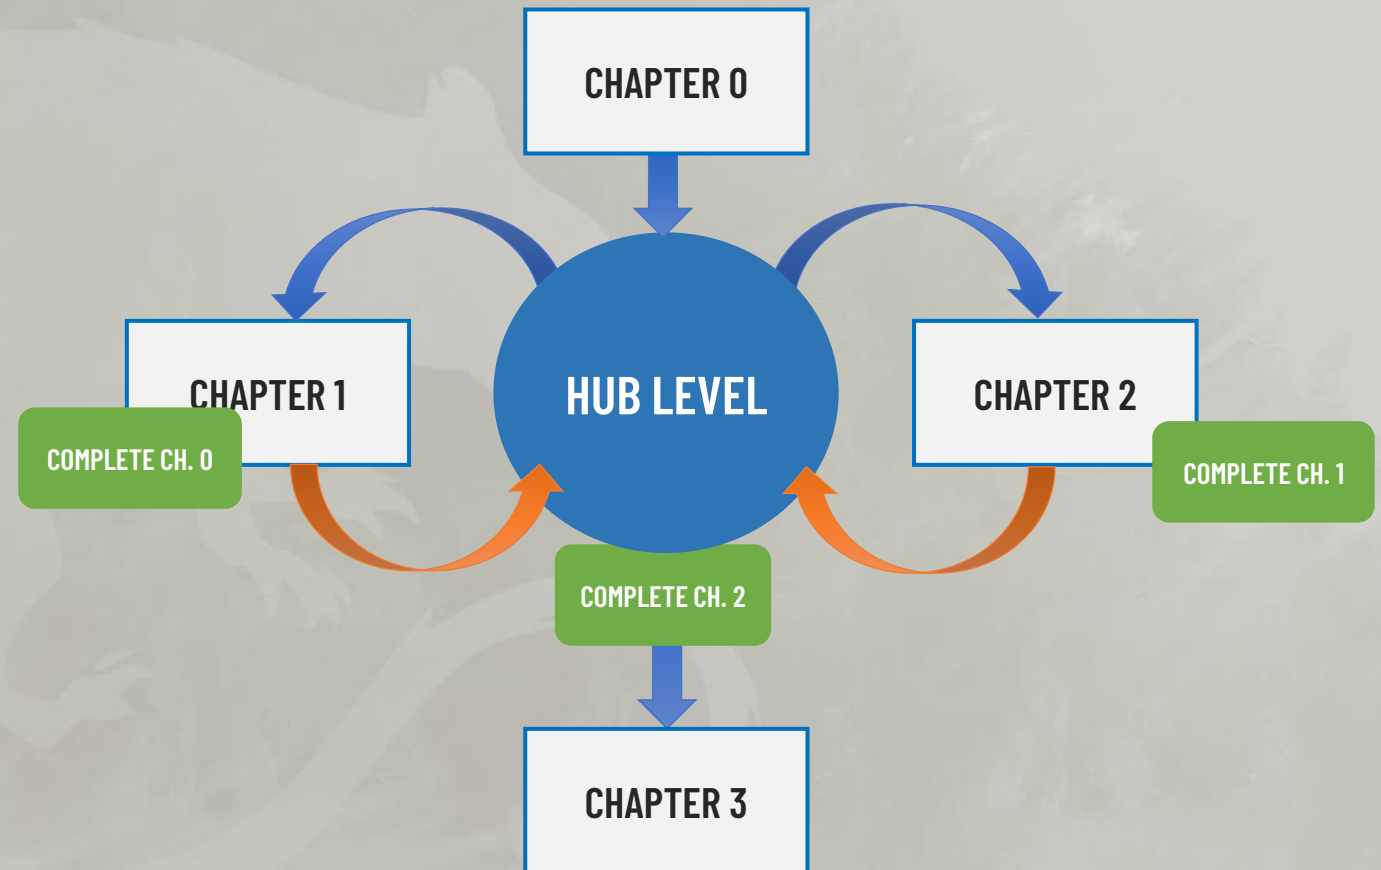 CHAPTER 0
CHAPTER 1
HUB LEVEL
CHAPTER 2
COMPLETE CH. 0
COMPLETE CH. 1
COMPLETE CH. 2
CHAPTER 3